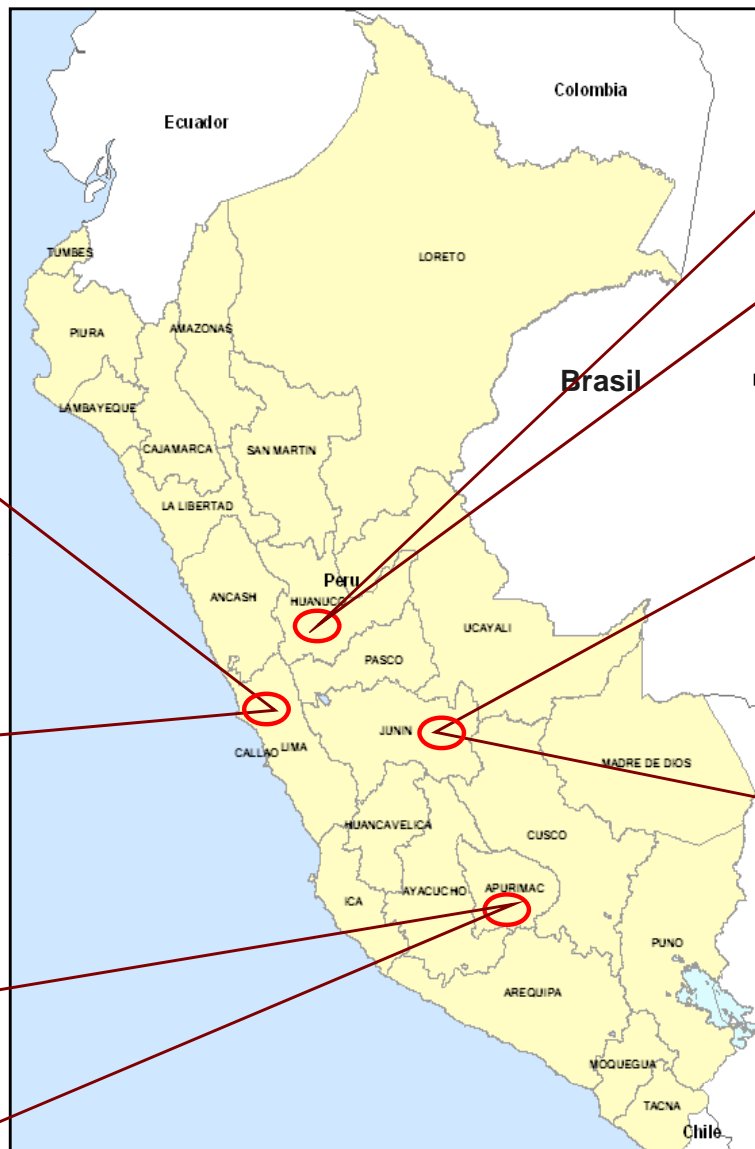 Colombia
Ecuador
TUMBES
LORETO
PIURA
AMAZONAS
Brasil
LAMBAYEQUE
CAJAMARCA
SAN MARTIN
LA LIBERTAD
Peru
ANCASH
HUANUCO
UCAYALI
PASCO
JUNIN
LIMA
CALLAO
MADRE DE DIOS
HUANCAVELICA
CUSCO
APURIMAC
AYACUCHO
ICA
PUNO
AREQUIPA
MOQUEGUA
TACNA
Chile